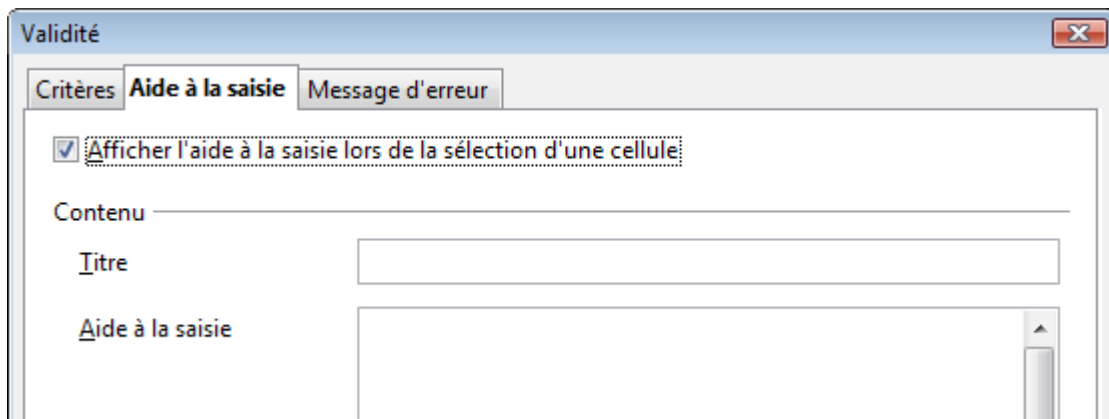 Validité
Critères Aide à la saisie Message d'erreur
Afficher l'aide à la saisie lors de la sélection d'une cellule
Contenu
Titre
Aide à la saisie